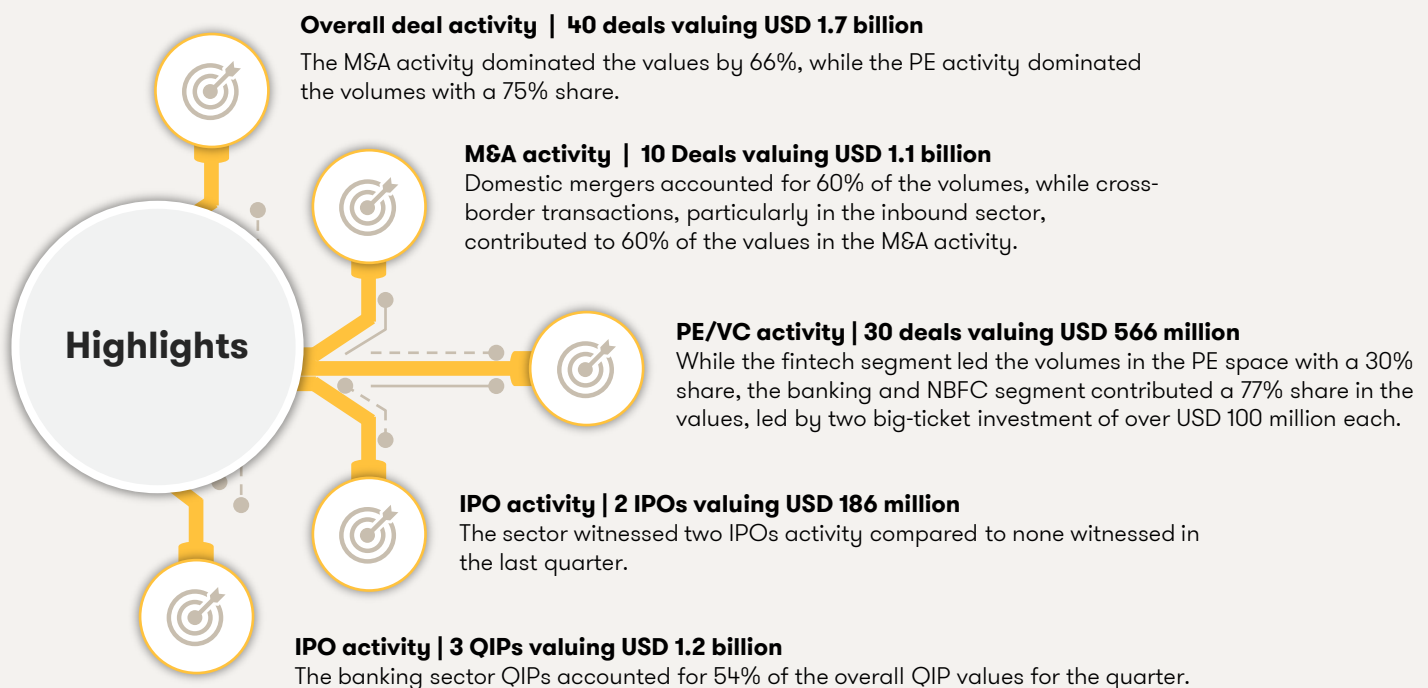 Overall deal activity | 40 deals valuing USD 1.7 billion
The M&A activity dominated the values by 66%, while the PE activity dominated
the volumes with a 75% share.
M&A activity | 10 Deals valuing USD 1.1 billion
Domestic mergers accounted for 60% of the volumes, while cross-
border transactions, particularly in the inbound sector,
contributed to 60% of the values in the M&A activity.
Highlights
PE/VC activity | 30 deals valuing USD 566 million
While the fintech segment led the volumes in the PE space with a 30%
share, the banking and NBFC segment contributed a 77% share in the
values, led by two big-ticket investment of over USD 100 million each.
IPO activity | 2 IPOs valuing USD 186 million
The sector witnessed two IPOs activity compared to none witnessed in
the last quarter.
IPO activity | 3 QIPs valuing USD 1.2 billion
The banking sector QIPs accounted for 54% of the overall QIP values for the quarter.